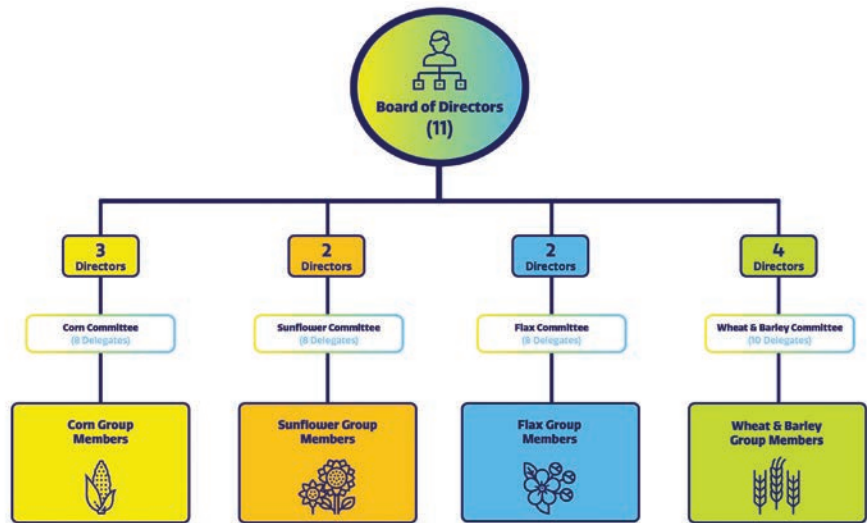 Board of Directors
(11)
3
Directors
2
Directors
2
Directors
4
Directors
Corn Committee
(8 Delegates)
Sunflower Committee
(8 Delegates)
Flax Committee
(8 Delegates)
Wheat & Barley Committee
(10 Delegates)
Corn Group
Members
Sunflower Group
Members
Flax Group
Members
Wheat & Barley
Group Members